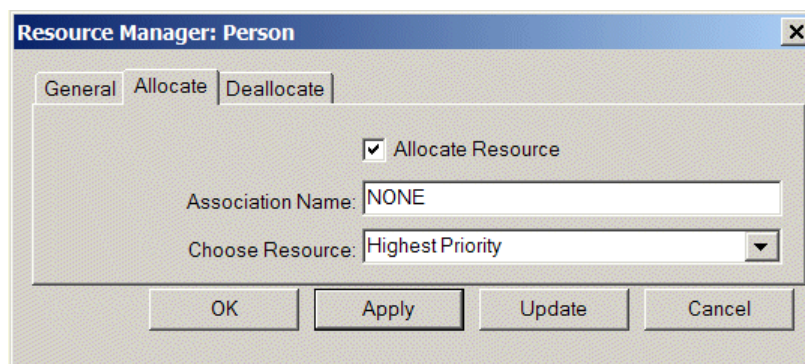 Resource Manager: Person
General Allocate Deallocate
Allocate Resource
Association Name: NONE
Choose Resource: Highest Priority
OK Apply Update Cancel